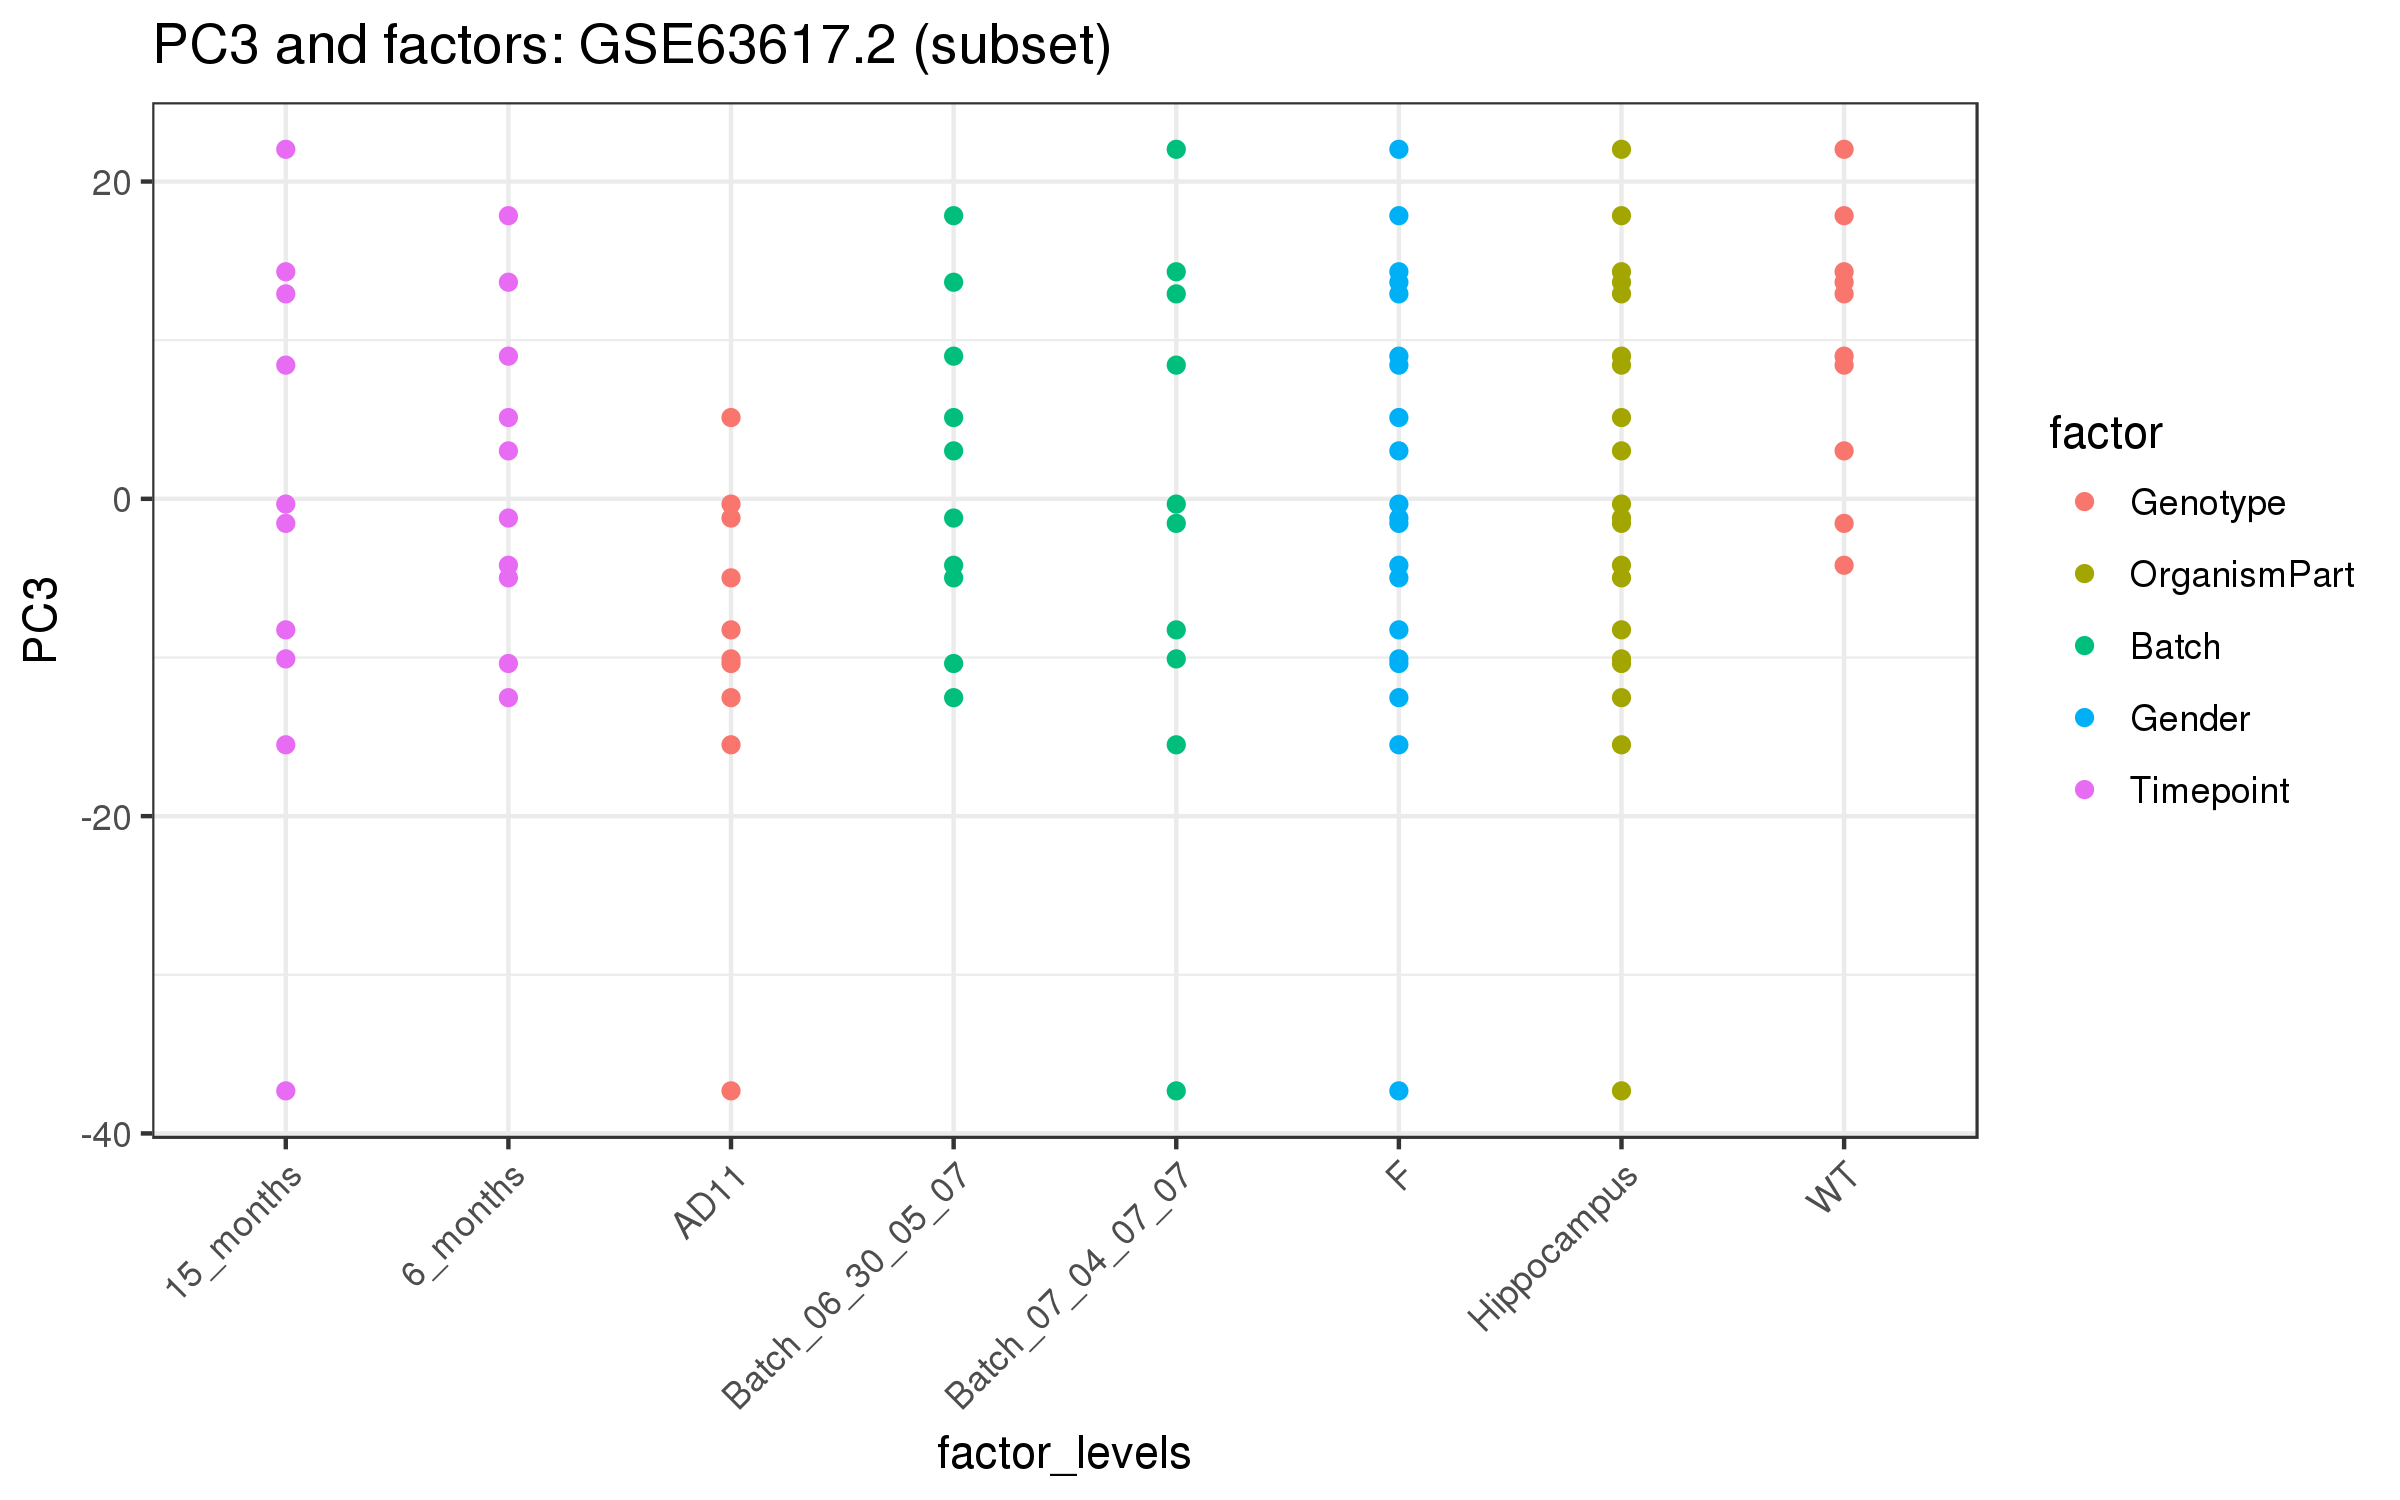 PC3 and factors: GSE63617.2 (subset)
20
0
-20
-40
PC3
15_months
6_months
AD11
Batch_06_30_05_07
Batch_07_04_07_07
F
Hippocampus
WT
factor_levels
factor
Genotype
OrganismPart
Batch
Gender
Timepoint